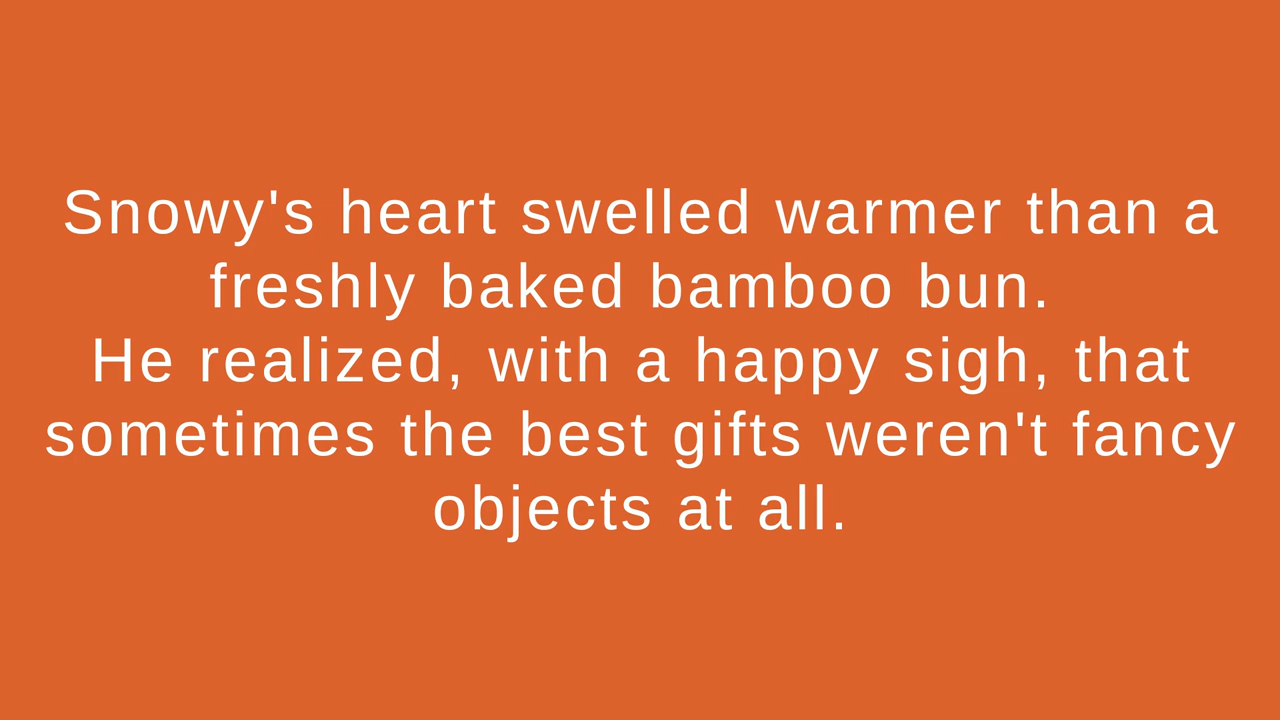 Snowy's heart swelled warmer than a
freshly baked bamboo bun.
He realized, with a happy sigh, that
sometimes the best gifts weren't fancy
objects at all.